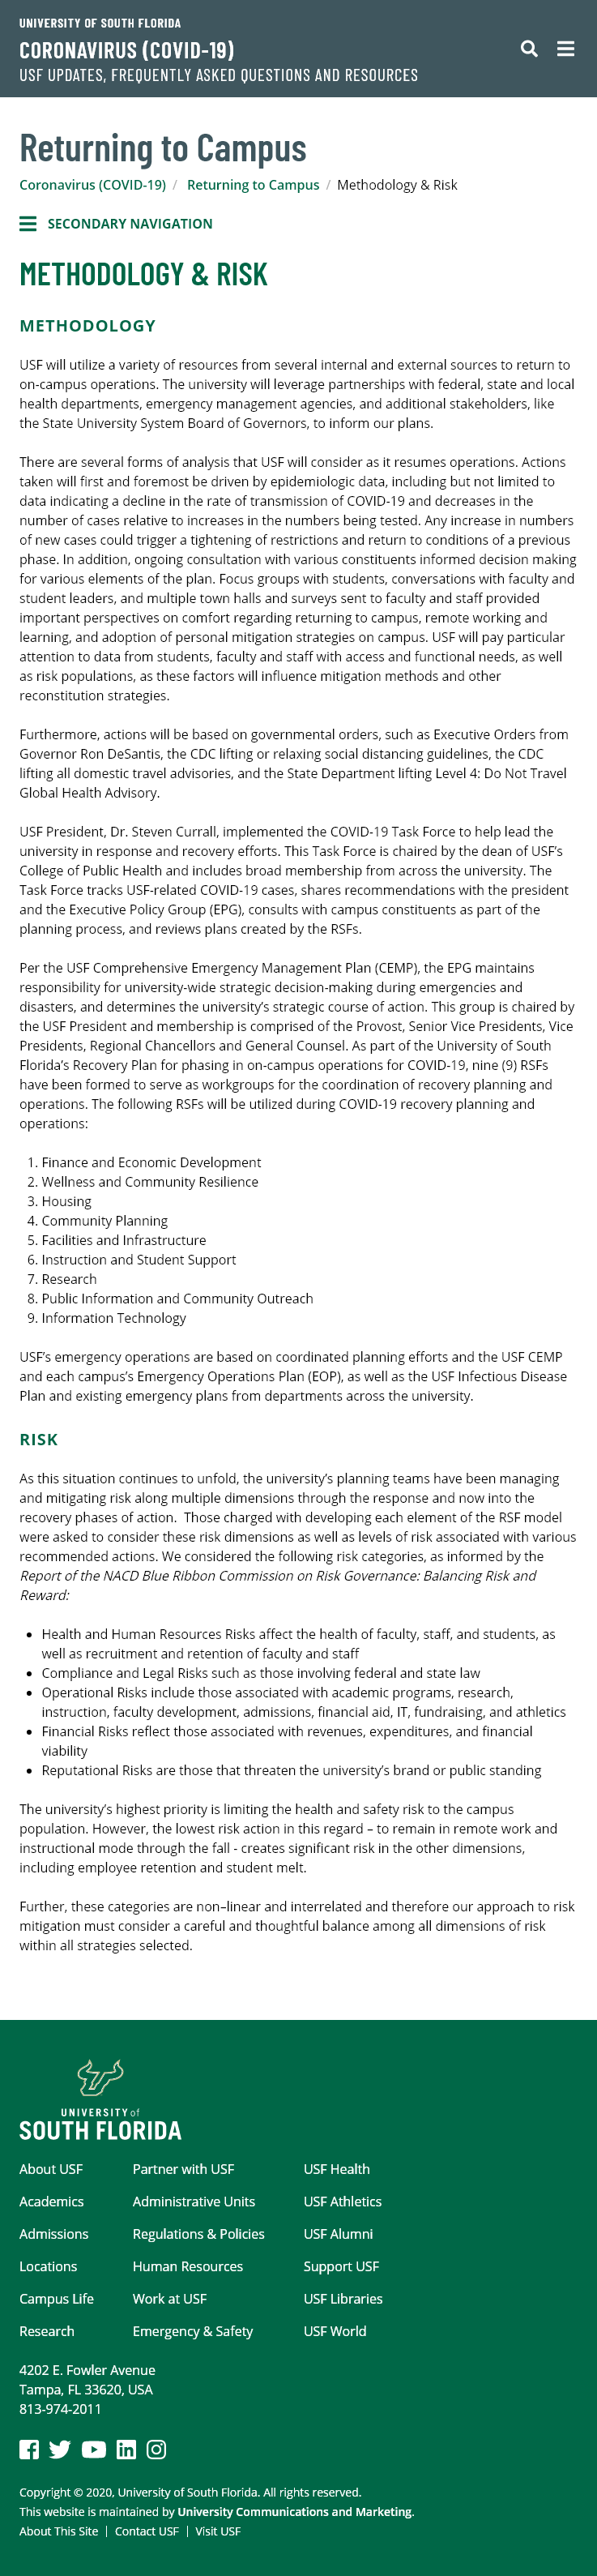 UNIVERSITY OF SOUTH FLORIDA
CORONAVIRUS (COVID-19)
USF UPDATES, FREQUENTLY ASKED QUESTIONS AND RESOURCES
Returning to Campus
Coronavirus (COVID-19) / Returning to Campus / Methodology & Risk
SECONDARY NAVIGATION
METHODOLOGY & RISK
METHODOLOGY
USF will utilize a variety of resources from several internal and external sources to return to
on-campus operations. The university will leverage partnerships with federal, state and local
health departments, emergency management agencies, and additional stakeholders, like
the State University System Board of Governors, to inform our plans.
There are several forms of analysis that USF will consider as it resumes operations. Actions
taken will first and foremost be driven by epidemiologic data, including but not limited to
data indicating a decline in the rate of transmission of COVID-19 and decreases in the
number of cases relative to increases in the numbers being tested. Any increase in numbers
of new cases could trigger a tightening of restrictions and return to conditions of a previous
phase. In addition, ongoing consultation with various constituents informed decision making
for various elements of the plan. Focus groups with students, conversations with faculty and
student leaders, and multiple town halls and surveys sent to faculty and staff provided
important perspectives on comfort regarding returning to campus, remote working and
learning, and adoption of personal mitigation strategies on campus. USF will pay particular
attention to data from students, faculty and staff with access and functional needs, as well
as risk populations, as these factors will influence mitigation methods and other
reconstitution strategies.
Furthermore, actions will be based on governmental orders, such as Executive Orders from
Governor Ron DeSantis, the CDC lifting or relaxing social distancing guidelines, the CDC
lifting all domestic travel advisories, and the State Department lifting Level 4: Do Not Travel
Global Health Advisory.
USF President, Dr. Steven Currall, implemented the COVID-19 Task Force to help lead the
university in response and recovery efforts. This Task Force is chaired by the dean of USF's
College of Public Health and includes broad membership from across the university. The
Task Force tracks USF-related COVID-19 cases, shares recommendations with the president
and the Executive Policy Group (EPG), consults with campus constituents as part of the
planning process, and reviews plans created by the RSFs.
Per the USF Comprehensive Emergency Management Plan (CEMP), the EPG maintains
responsibility for university-wide strategic decision-making during emergencies and
disasters, and determines the university's strategic course of action. This group is chaired by
the USF President and membership is comprised of the Provost, Senior Vice Presidents, Vice
Presidents, Regional Chancellors and General Counsel. As part of the University of South
Florida's Recovery Plan for phasing in on-campus operations for COVID-19, nine (9) RSFs
have been formed to serve as workgroups for the coordination of recovery planning and
operations. The following RSFs will be utilized during COVID-19 recovery planning and
operations:
1. Finance and Economic Development
2. Wellness and Community Resilience
3. Housing
4. Community Planning
5. Facilities and Infrastructure
6. Instruction and Student Support
7. Research
8. Public Information and Community Outreach
9. Information Technology
USF's emergency operations are based on coordinated planning efforts and the USF CEMP
and each campus's Emergency Operations Plan (EOP), as well as the USF Infectious Disease
Plan and existing emergency plans from departments across the university.
RISK
As this situation continues to unfold, the university's planning teams have been managing
and mitigating risk along multiple dimensions through the response and now into the
recovery phases of action. Those charged with developing each element of the RSF model
were asked to consider these risk dimensions as well as levels of risk associated with various
recommended actions. We considered the following risk categories, as informed by the
Report of the NACD Blue Ribbon Commission on Risk Governance: Balancing Risk and
Reward:
• Health and Human Resources Risks affect the health of faculty, staff, and students, as
well as recruitment and retention of faculty and staff
• Compliance and Legal Risks such as those involving federal and state law
• Operational Risks include those associated with academic programs, research,
instruction, faculty development, admissions, financial aid, IT, fundraising, and athletics
• Financial Risks reflect those associated with revenues, expenditures, and financial
viability
• Reputational Risks are those that threaten the university's brand or public standing
The university's highest priority is limiting the health and safety risk to the campus
population. However, the lowest risk action in this regard – to remain in remote work and
instructional mode through the fall - creates significant risk in the other dimensions,
including employee retention and student melt.
Further, these categories are non–linear and interrelated and therefore our approach to risk
mitigation must consider a careful and thoughtful balance among all dimensions of risk
within all strategies selected.
UNIVERSITY of
SOUTH FLORIDA
About USF Partner with USF USF Health
Academics Administrative Units USF Athletics
Admissions Regulations & Policies USF Alumni
Locations Human Resources Support USF
Campus Life Work at USF USF Libraries
Research Emergency & Safety USF World
4202 E. Fowler Avenue
Tampa, FL 33620, USA
813-974-2011
Copyright © 2020, University of South Florida. All rights reserved.
This website is maintained by University Communications and Marketing.
About This Site | Contact USF | Visit USF